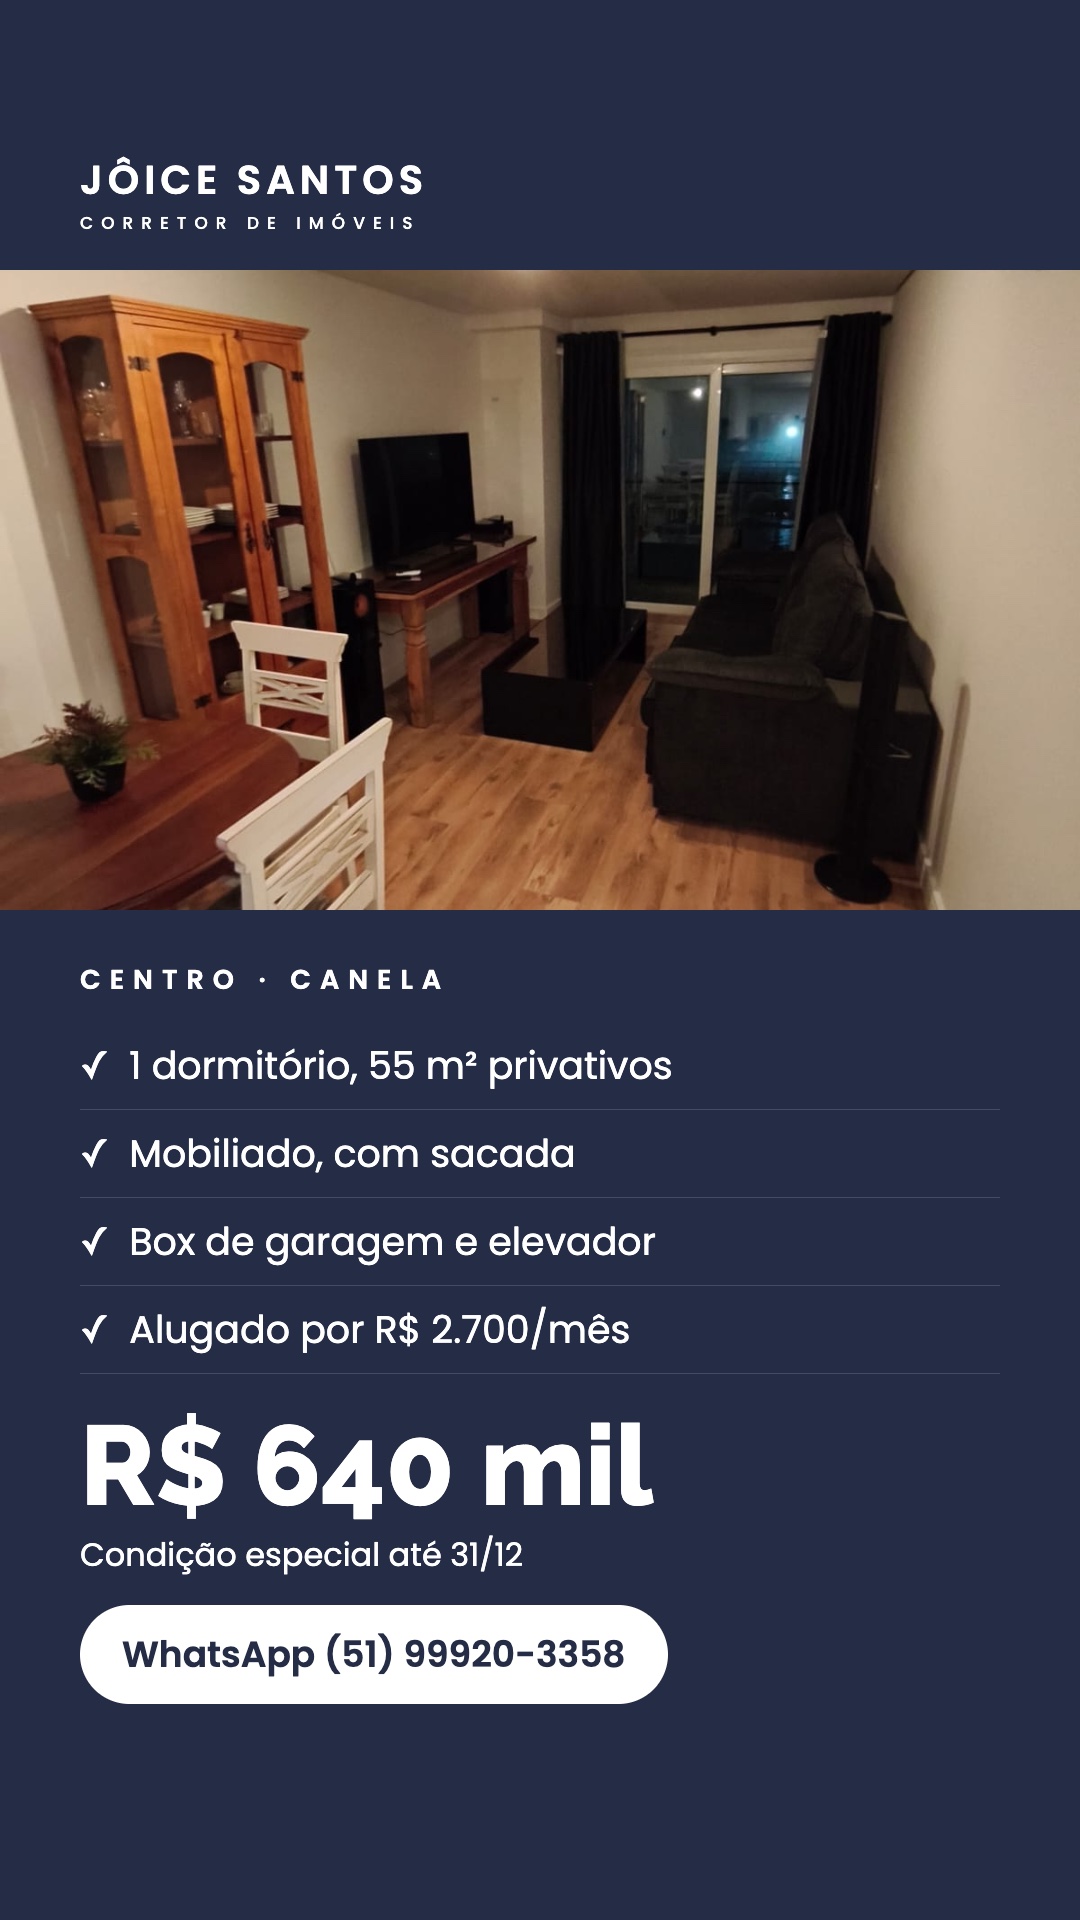 JÔICE SANTOS
CORRETOR DE IMÓVEIS
CENTRO · CANELA
✓ 1 dormitório, 55 m² privativos
✓ Mobiliado, com sacada
✓ Box de garagem e elevador
✓ Alugado por R$ 2.700/mês
R$ 640 mil
Condição especial até 31/12
WhatsApp (51) 99920-3358